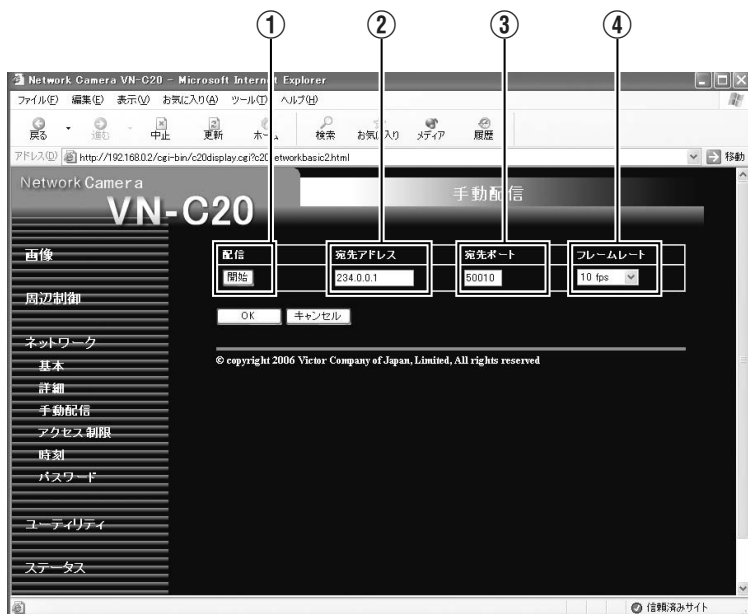 ① ② ③ ④
Network Camera VN-C20 - Microsoft Internet Explorer
ファイル(F) 編集(E) 表示(V) お気に入り(A) ツール(T) ヘルプ(H)
戻る 進む 中止 更新 検索 お気に入り メディア 履歴
アドレス(D) http://192.168.0.2/cgi-bin/c20display.cgi?c20networkbasic2.html 移動
Network Camera
VN-C20
手動配信
画像
周辺制御
ネットワーク
基本
詳細
手動配信
アクセス制限
時刻
パスワード
ユーティリティ
ステータス
配信 宛先アドレス 宛先ポート フレームレート
開始 234.0.0.1 50010 10 fps
OK キャンセル
© copyright 2006 Victor Company of Japan, Limited, All rights reserved
信頼済みサイト